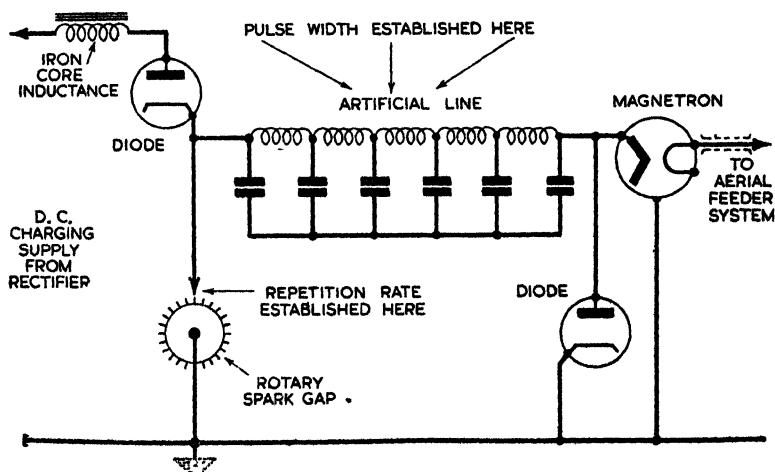 PULSE WIDTH ESTABLISHED HERE
IRON
CORE
INDUCTANCE
DIODE
ARTIFICIAL LINE
MAGNETRON
TO
AERIAL
FEEDER
SYSTEM
D.C.
CHARGING
SUPPLY
FROM
RECTIFIER
REPETITION RATE
ESTABLISHED HERE
DIODE
ROTARY
SPARK GAP.